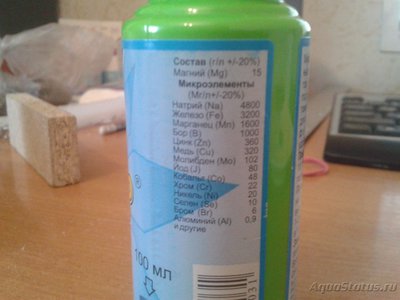 Состав (г/л +/-20%)
Магний (Mg) 15
Микроэлементы
(Мг/л+/-20%)
Натрий (Na) 4800
Железо (Fe) 3200
Марганец (Mn) 1600
Бор (B) 1000
Цинк (Zn) 360
Медь (Cu) 320
Молибден (Mo) 102
Йод (J) 80
Кобальт (Co) 48
Хром (Cr) 22
Никель (Ni) 20
Селен (Se) 10
Бром (Br) 6
Алюминий (Al) 0,9
и другие
®
100 мл
AquaStatus.ru